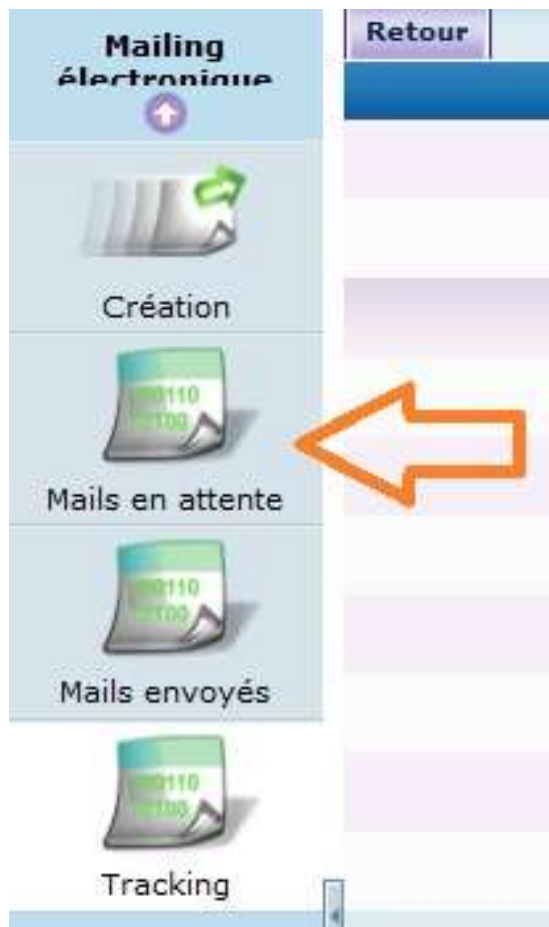 Mailing
électronique
Retour
Création
Mails en attente
Mails envoyés
Tracking